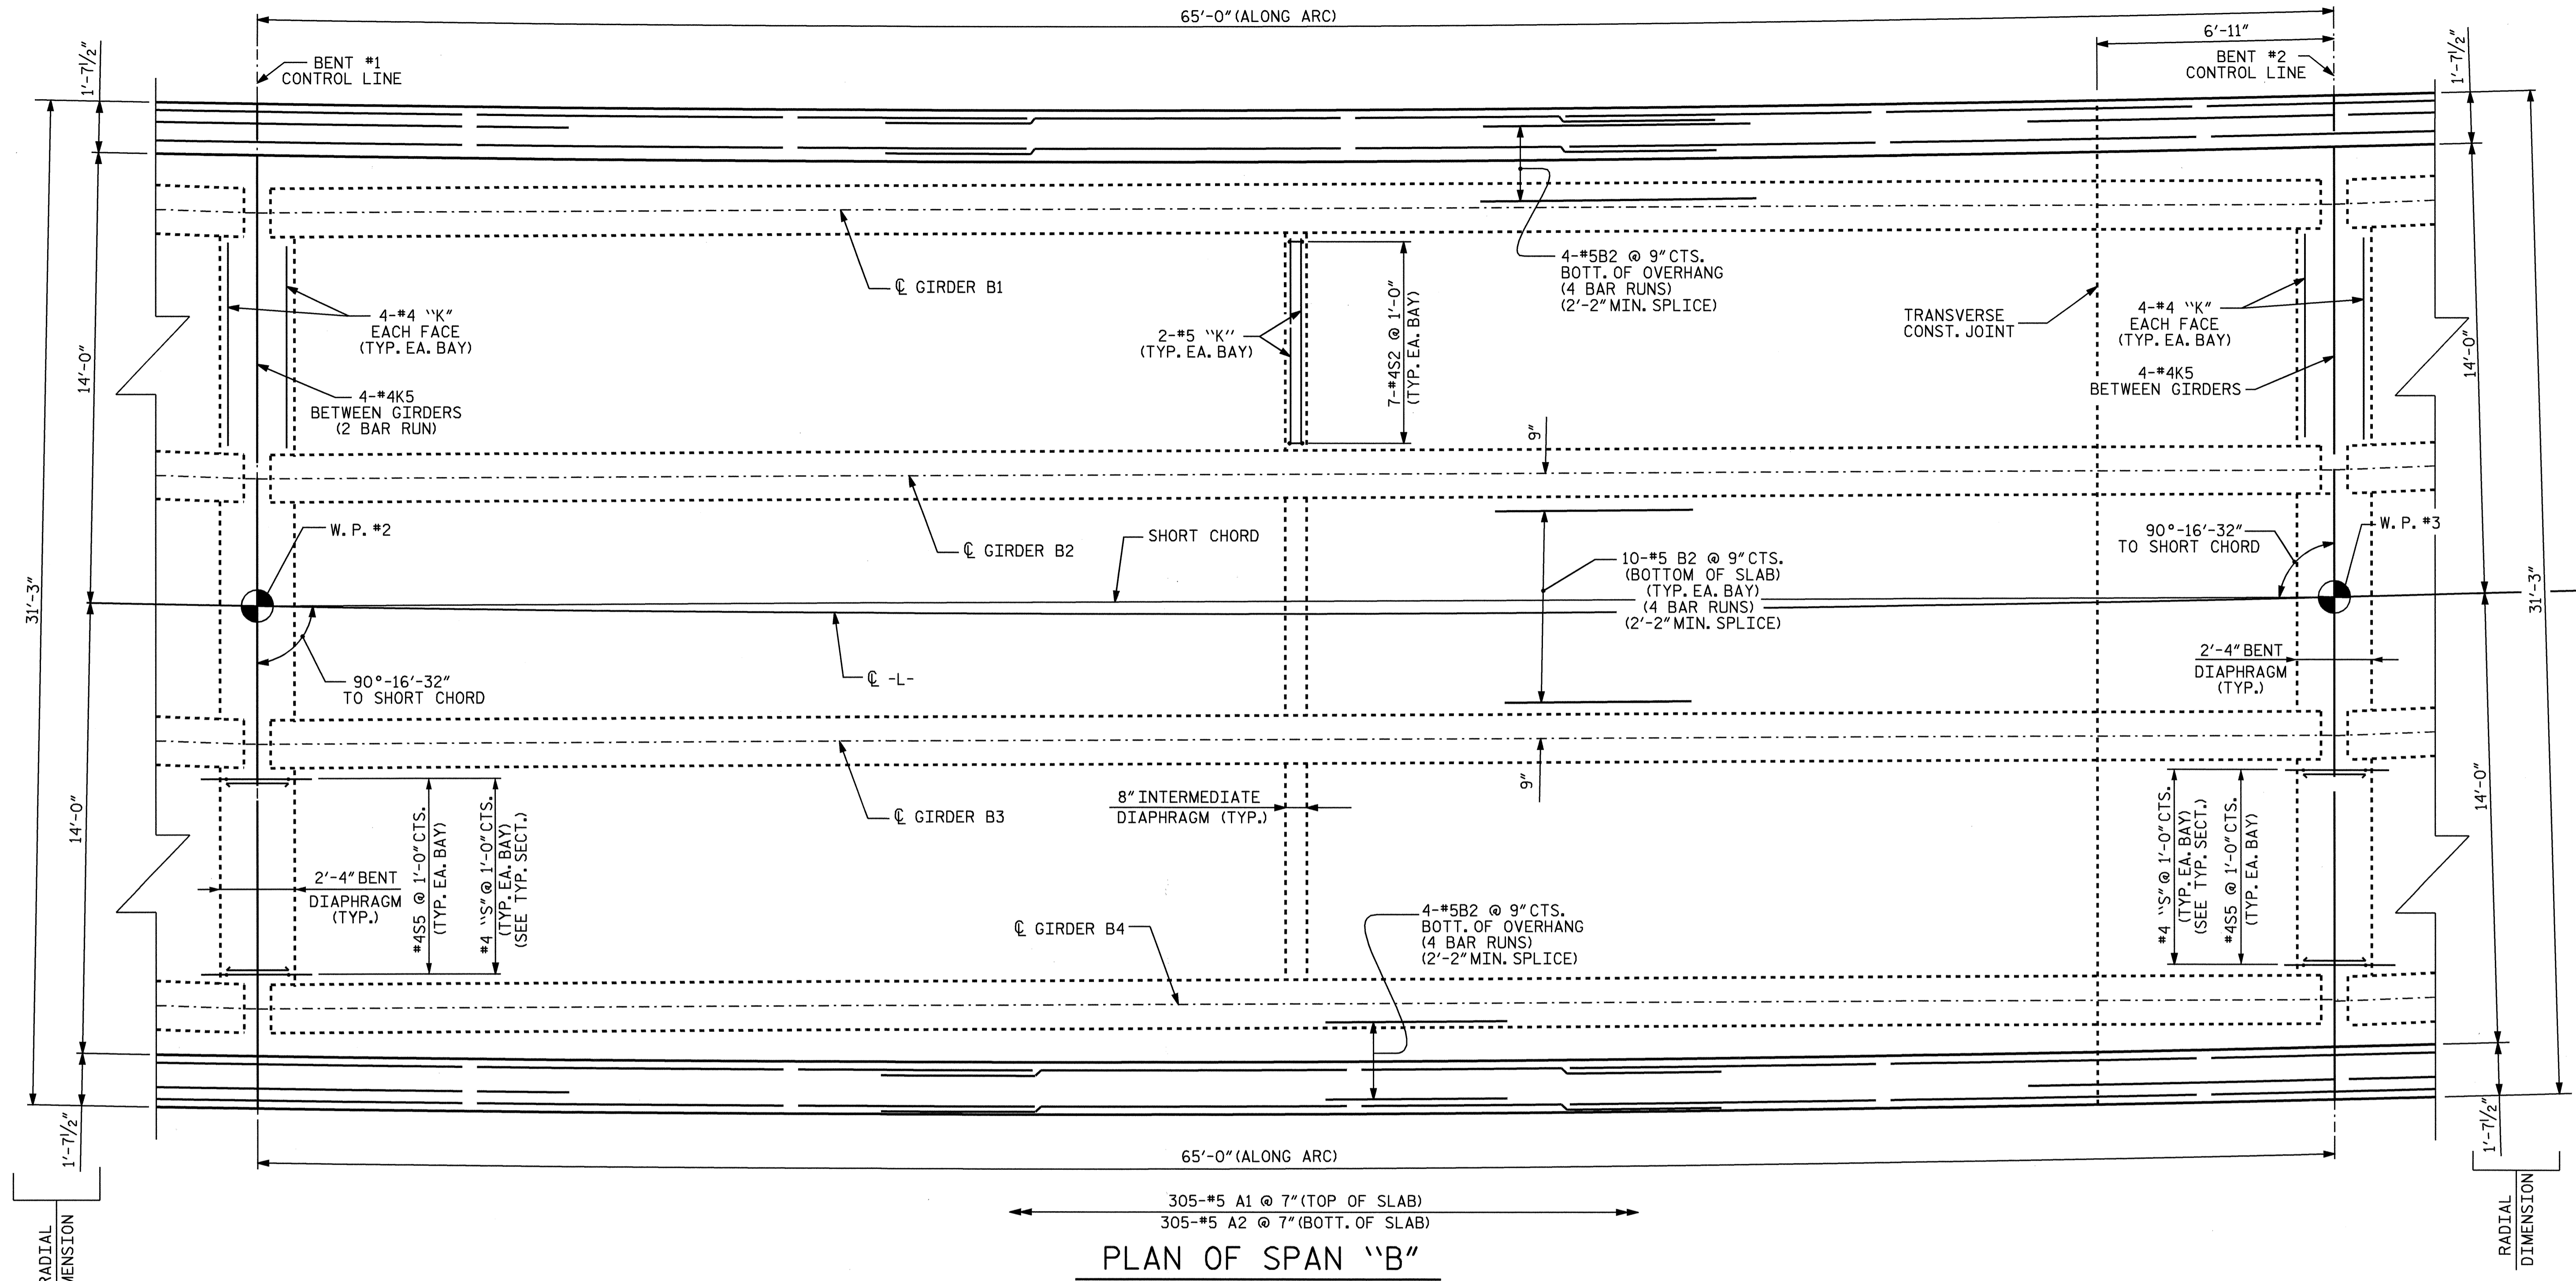 65'-0" (ALONG ARC)
6'-11"
1'-7 1/2"
BENT #1
CONTROL LINE
BENT #2
CONTROL LINE
1'-7 1/2"
℄ GIRDER B1
4-#5B2 @ 9" CTS.
BOTT. OF OVERHANG
(4 BAR RUNS)
(2'-2" MIN. SPLICE)
4-#4 "K"
EACH FACE
(TYP. EA. BAY)
2-#5 "K"
(TYP. EA. BAY)
7-#4S2 @ 1'-0"
(TYP. EA. BAY)
TRANSVERSE
CONST. JOINT
4-#4 "K"
EACH FACE
(TYP. EA. BAY)
14'-0"
14'-0"
4-#4K5
BETWEEN GIRDERS
(2 BAR RUN)
4-#4K5
BETWEEN GIRDERS
9"
W.P. #2
℄ GIRDER B2
SHORT CHORD
10-#5 B2 @ 9" CTS.
(BOTTOM OF SLAB)
(TYP. EA. BAY)
(4 BAR RUNS)
(2'-2" MIN. SPLICE)
90°-16'-32"
TO SHORT CHORD
W.P. #3
31'-3"
31'-3"
90°-16'-32"
TO SHORT CHORD
℄ -L-
2'-4" BENT
DIAPHRAGM
(TYP.)
9"
8" INTERMEDIATE
DIAPHRAGM (TYP.)
℄ GIRDER B3
14'-0"
14'-0"
2'-4" BENT
DIAPHRAGM
(TYP.)
#4S5 @ 1'-0" CTS.
(TYP. EA. BAY)
#4 "S" @ 1'-0" CTS.
(TYP. EA. BAY)
(SEE TYP. SECT.)
#4 "S" @ 1'-0" CTS.
(TYP. EA. BAY)
(SEE TYP. SECT.)
#4S5 @ 1'-0" CTS.
(TYP. EA. BAY)
℄ GIRDER B4
4-#5B2 @ 9" CTS.
BOTT. OF OVERHANG
(4 BAR RUNS)
(2'-2" MIN. SPLICE)
1'-7 1/2"
1'-7 1/2"
65'-0" (ALONG ARC)
305-#5 A1 @ 7" (TOP OF SLAB)
305-#5 A2 @ 7" (BOTT. OF SLAB)
PLAN OF SPAN "B"
RADIAL
MENSION
RADIAL
DIMENSION